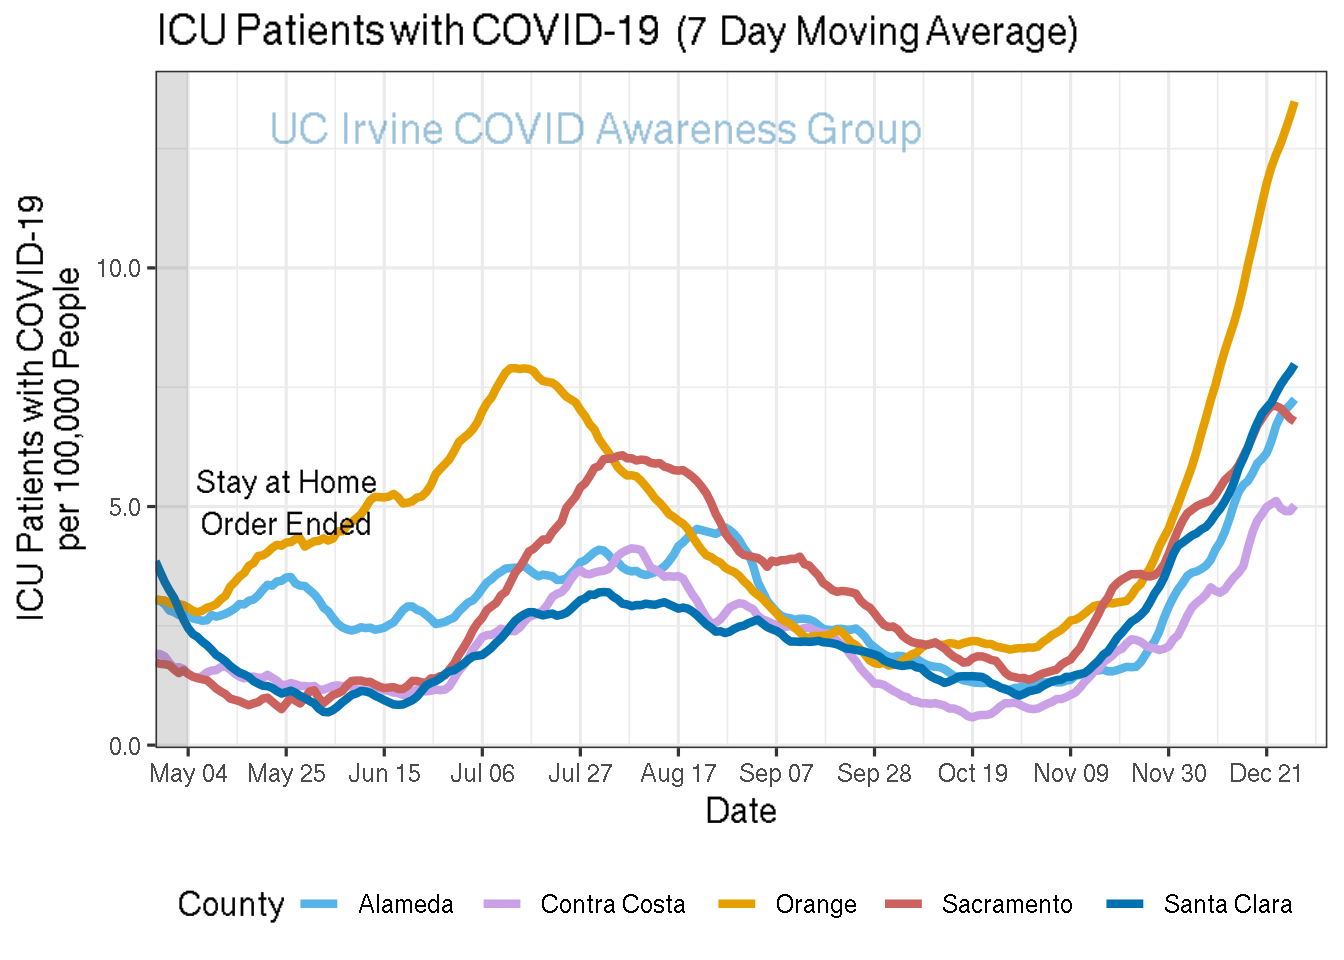 ICU Patients with COVID-19 (7 Day Moving Average)
UC Irvine COVID Awareness Group
ICU Patients with COVID-19
per 100,000 People
10.0
5.0
0.0
Stay at Home
Order Ended
May 04 May 25 Jun 15 Jul 06 Jul 27 Aug 17 Sep 07 Sep 28 Oct 19 Nov 09 Nov 30 Dec 21
Date
County Alameda Contra Costa Orange Sacramento Santa Clara